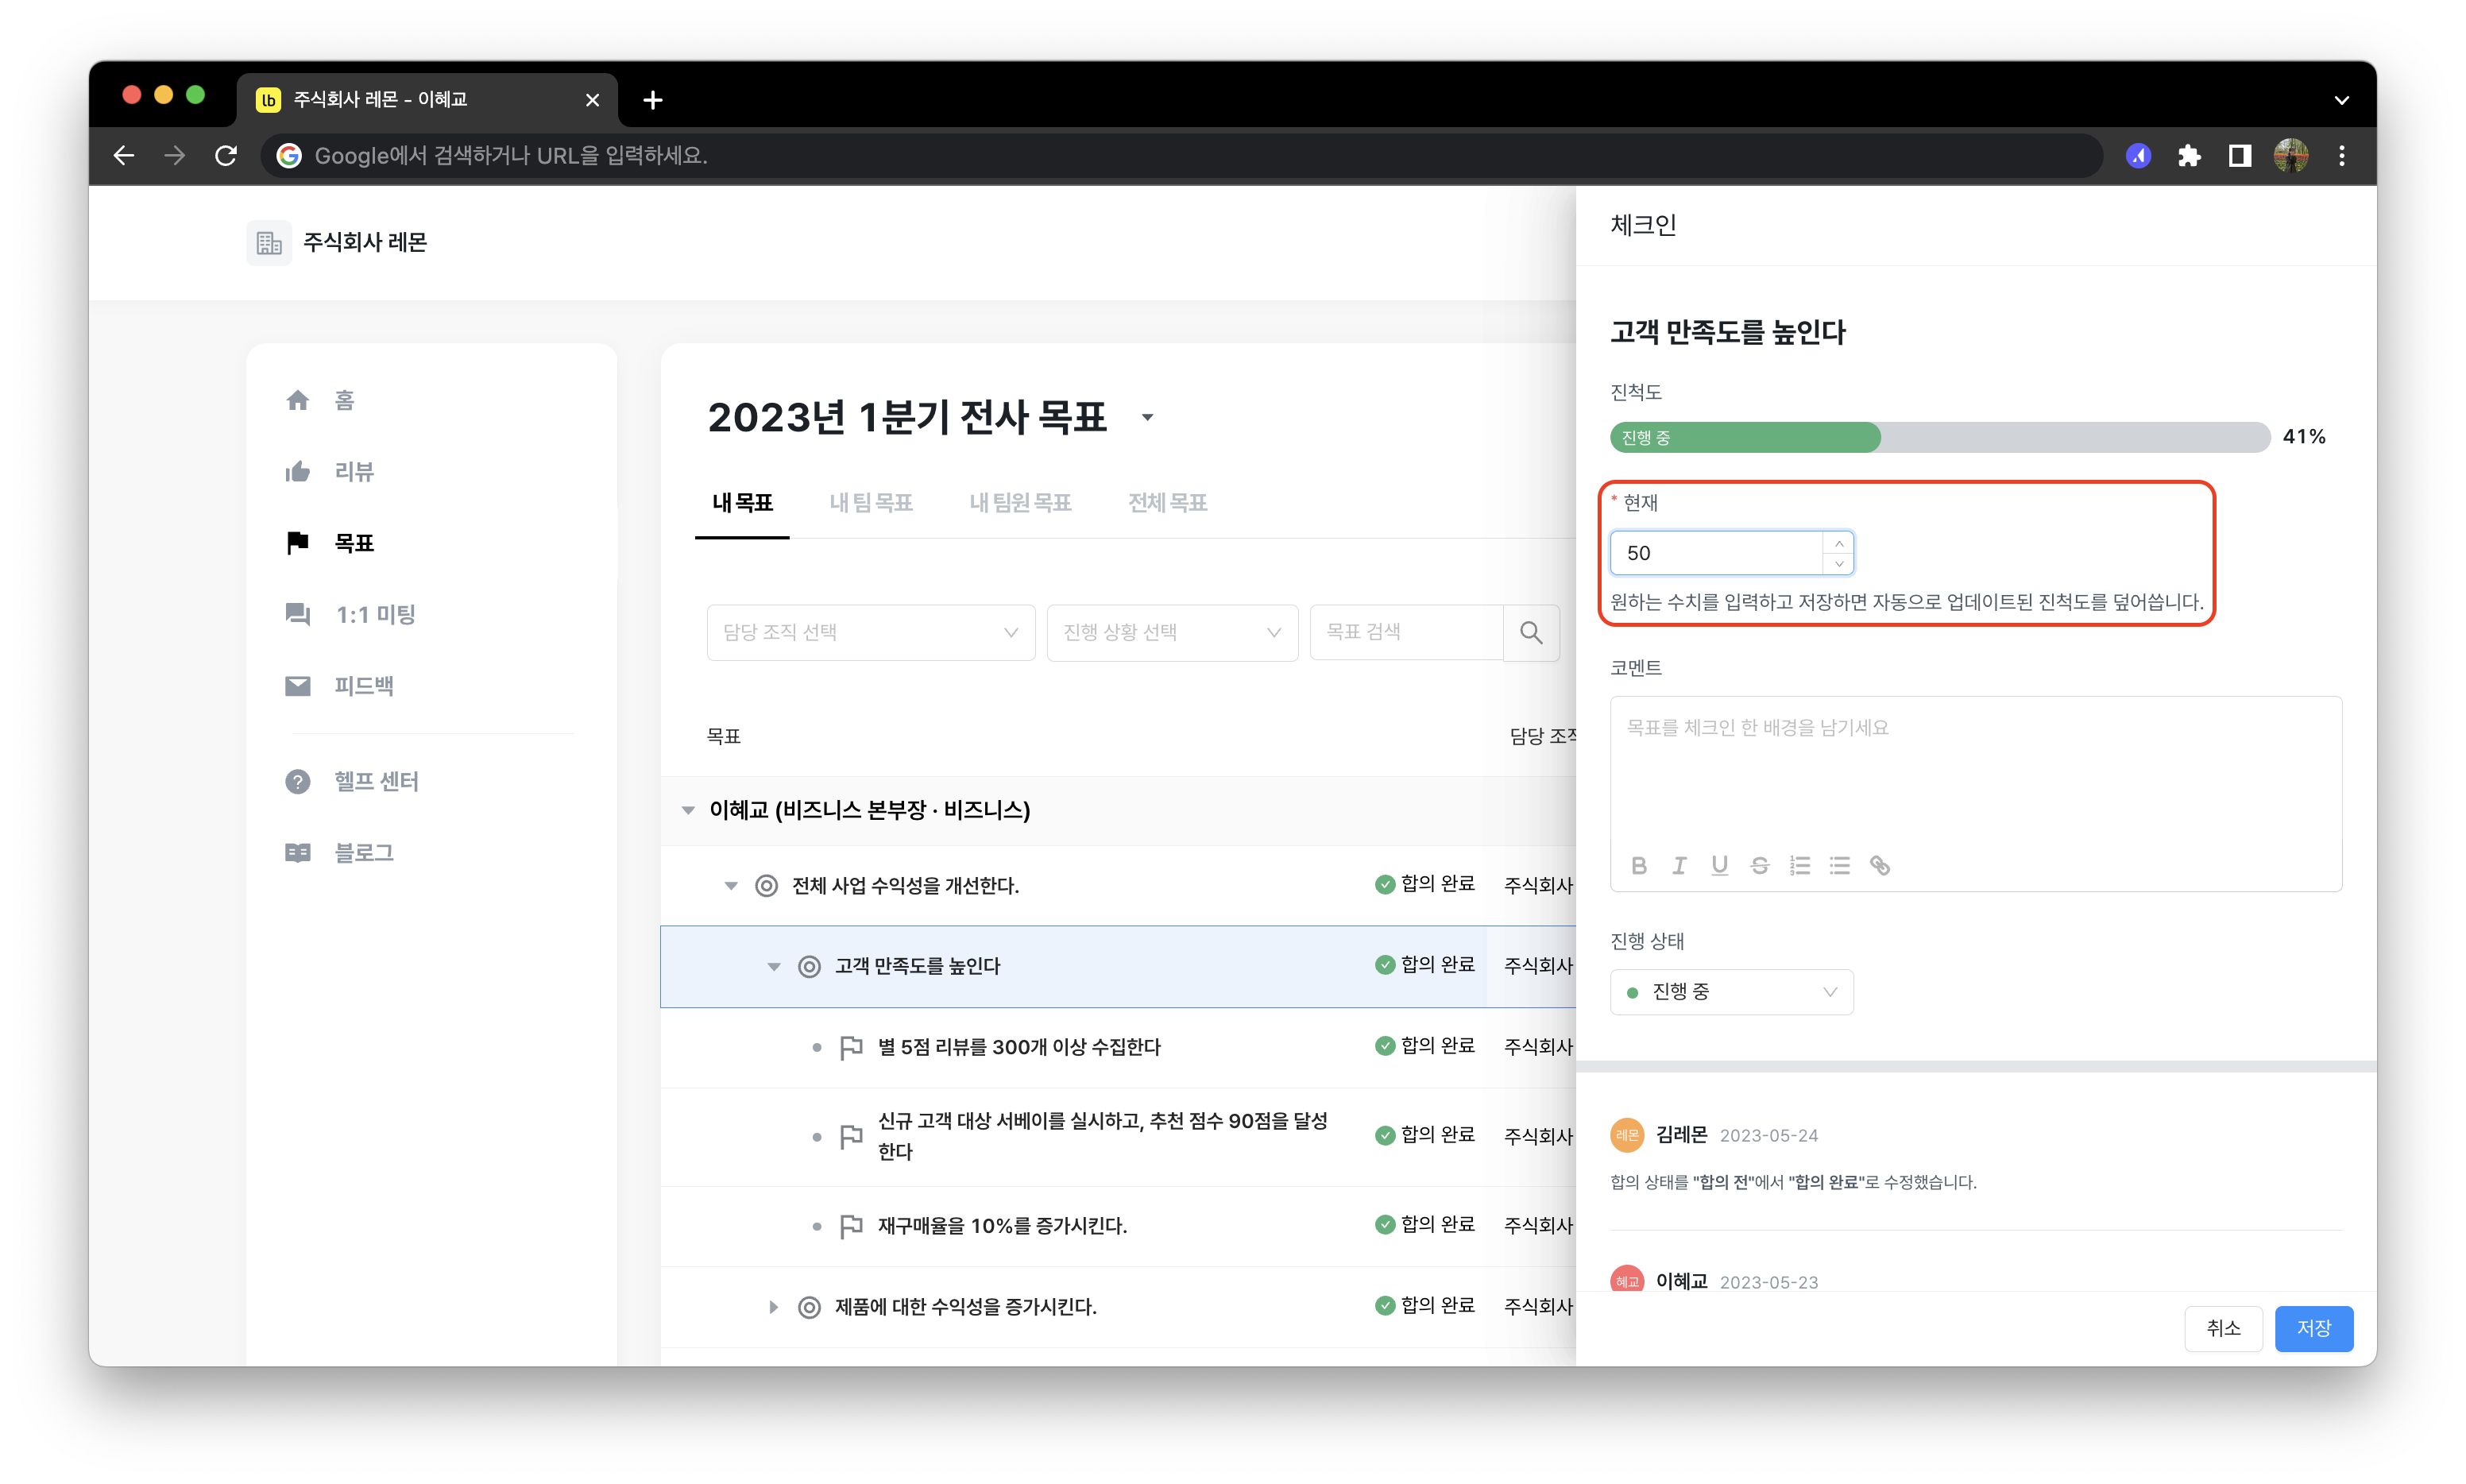 lb 주식회사 레몬 - 이혜교
Google에서 검색하거나 URL을 입력하세요.
주식회사 레몬
홈
리뷰
목표
1:1 미팅
피드백
헬프 센터
블로그
2023년 1분기 전사 목표
내 목표 내 팀 목표 내 팀원 목표 전체 목표
담당 조직 선택 진행 상황 선택 목표 검색
목표 담당 조직
이혜교 (비즈니스 본부장 · 비즈니스)
전체 사업 수익성을 개선한다. 합의 완료 주식회사
고객 만족도를 높인다 합의 완료 주식회사
별 5점 리뷰를 300개 이상 수집한다 합의 완료 주식회사
신규 고객 대상 서베이를 실시하고, 추천 점수 90점을 달성
한다 합의 완료 주식회사
재구매율을 10%를 증가시킨다. 합의 완료 주식회사
제품에 대한 수익성을 증가시킨다. 합의 완료 주식회사
체크인
고객 만족도를 높인다
진척도
진행 중 41%
* 현재
50
원하는 수치를 입력하고 저장하면 자동으로 업데이트된 진척도를 덮어씁니다.
코멘트
목표를 체크인 한 배경을 남기세요
진행 상태
진행 중
레몬 김레몬 2023-05-24
합의 상태를 "합의 전"에서 "합의 완료"로 수정했습니다.
혜교 이혜교 2023-05-23
취소 저장